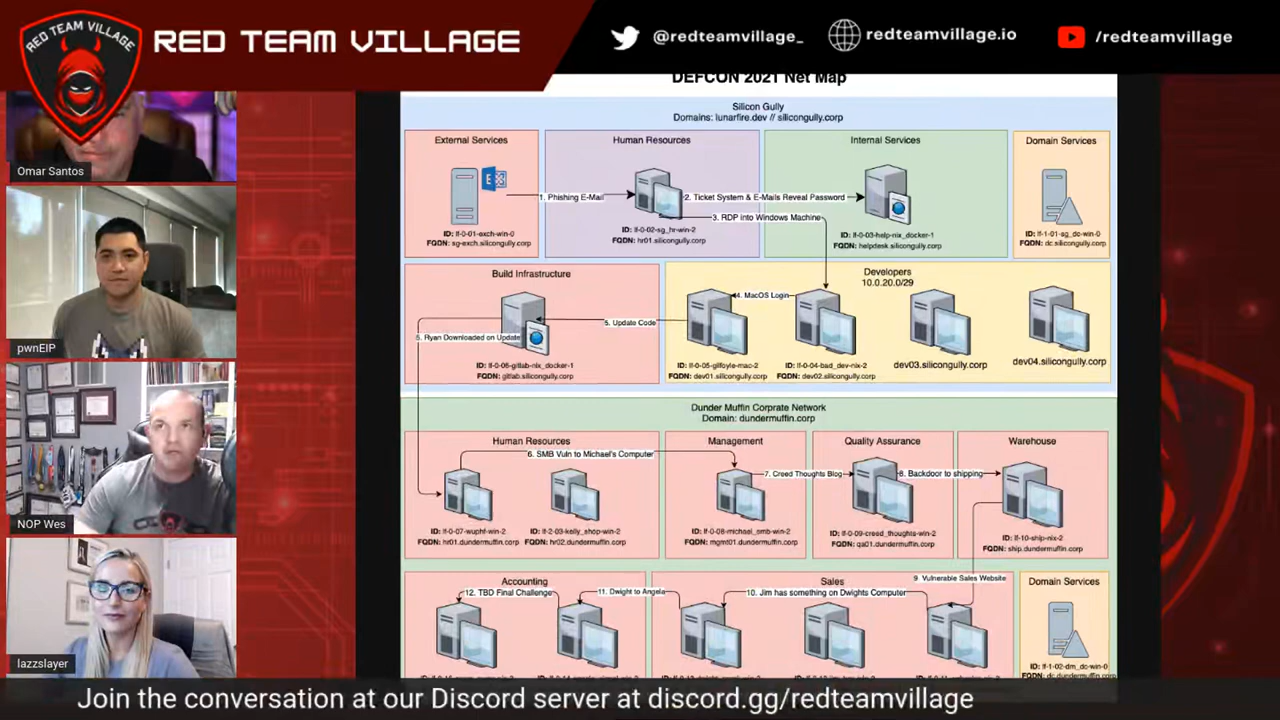 RED TEAM VILLAGE
RED TEAM VILLAGE
@redteamvillage_
redteamvillage.io
/redteamvillage
DEFCON 2021 Net Map
Silicon Gully
Domains: lunarfire.dev // silicongully.corp
External Services
Human Resources
Internal Services
Domain Services
E
1. Phishing E-Mail
2. Ticket System & E-Mails Reveal Password
3. RDP into Windows Machine
ID: lf-0-01-exch-win-0
FQDN: sg-exch.silicongully.corp
ID: lf-0-02-sg_hr-win-2
FQDN: hr01.silicongully.corp
ID: lf-0-03-help-nix_docker-1
FQDN: helpdesk.silicongully.corp
ID: lf-1-01-sg_dc-win-0
FQDN: dc.silicongully.corp
Build Infrastructure
Developers
10.0.20.0/29
4. MacOS Login
5. Update Code
5. Ryan Downloaded on Update
ID: lf-0-06-gitlab-nix_docker-1
FQDN: gitlab.silicongully.corp
ID: lf-0-05-gilfoyle-mac-2
FQDN: dev01.silicongully.corp
ID: lf-0-04-bad_dev-nix-2
FQDN: dev02.silicongully.corp
dev03.silicongully.corp
dev04.silicongully.corp
Dunder Muffin Corprate Network
Domain: dundermuffin.corp
Human Resources
Management
Quality Assurance
Warehouse
6. SMB Vuln to Michael's Computer
7. Creed Thoughts Blog
8. Backdoor to shipping
ID: lf-0-07-wuphf-win-2
FQDN: hr01.dundermuffin.corp
ID: lf-2-03-kelly_shop-win-2
FQDN: hr02.dundermuffin.corp
ID: lf-0-08-michael_smb-win-2
FQDN: mgmt01.dundermuffin.corp
ID: lf-0-09-creed_thoughts-win-2
FQDN: qa01.dundermuffin.corp
ID: lf-10-ship-nix-2
FQDN: ship.dundermuffin.corp
Accounting
Sales
9. Vulnerable Sales Website
Domain Services
12. TBD Final Challenge
11. Dwight to Angela
10. Jim has something on Dwights Computer
ID: lf-1-02-dm_dc-win-0
FQDN: dc.dundermuffin.corp
Omar Santos
pwnEIP
NOP Wes
lazzslayer
Join the conversation at our Discord server at discord.gg/redteamvillage